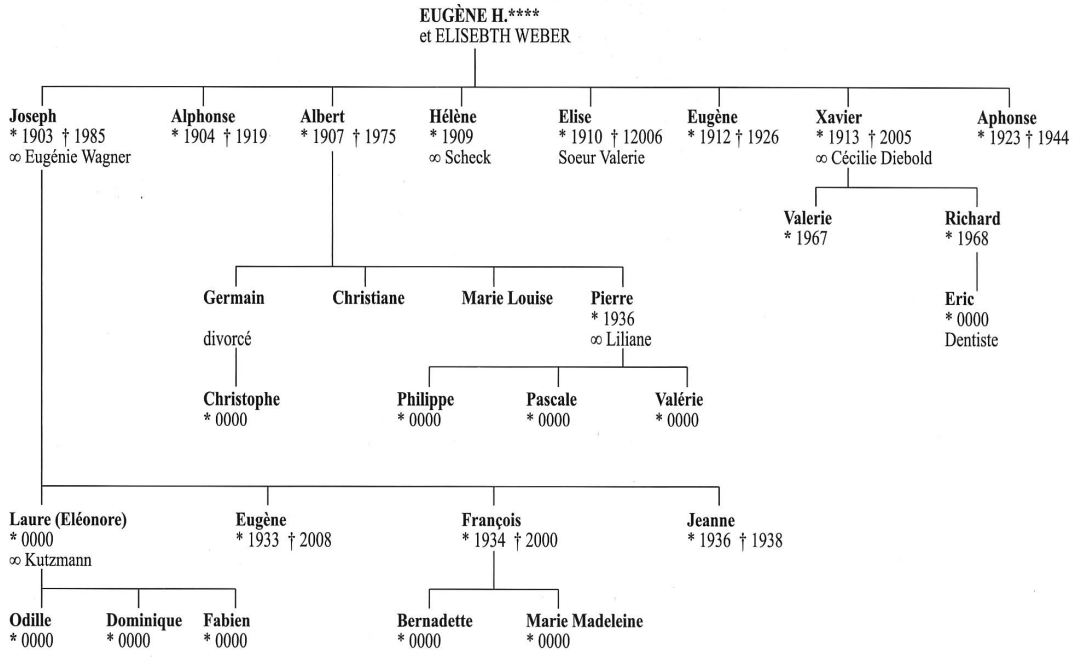 EUGÈNE H.****
et ELISEBTH WEBER
Joseph
* 1903 † 1985
∞ Eugénie Wagner
Alphonse
* 1904 † 1919
Albert
* 1907 † 1975
Hélène
* 1909
∞ Scheck
Elise
* 1910 † 12006
Soeur Valerie
Eugène
* 1912 † 1926
Xavier
* 1913 † 2005
∞ Cécilie Diebold
Aphonse
* 1923 † 1944
Valerie
* 1967
Richard
* 1968
Germain
divorcé
Christiane
Marie Louise
Pierre
* 1936
∞ Liliane
Eric
* 0000
Dentiste
Christophe
* 0000
Philippe
* 0000
Pascale
* 0000
Valérie
* 0000
Laure (Eléonore)
* 0000
∞ Kutzmann
Eugène
* 1933 † 2008
François
* 1934 † 2000
Jeanne
* 1936 † 1938
Odille
* 0000
Dominique
* 0000
Fabien
* 0000
Bernadette
* 0000
Marie Madeleine
* 0000